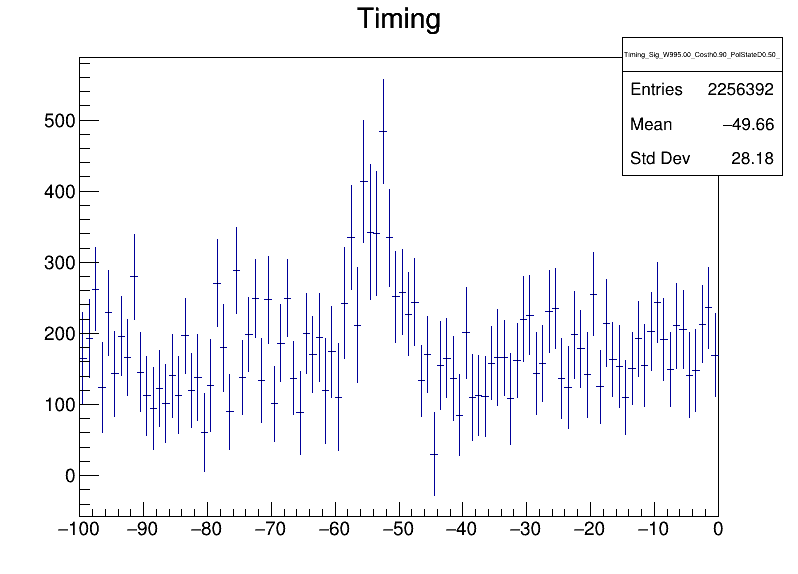 Timing
Timing_Sig_W995.00_Costh0.90_PolStateD0.50_
Entries 2256392
Mean −49.66
Std Dev 28.18
500
400
300
200
100
0
−100 −90 −80 −70 −60 −50 −40 −30 −20 −10 0